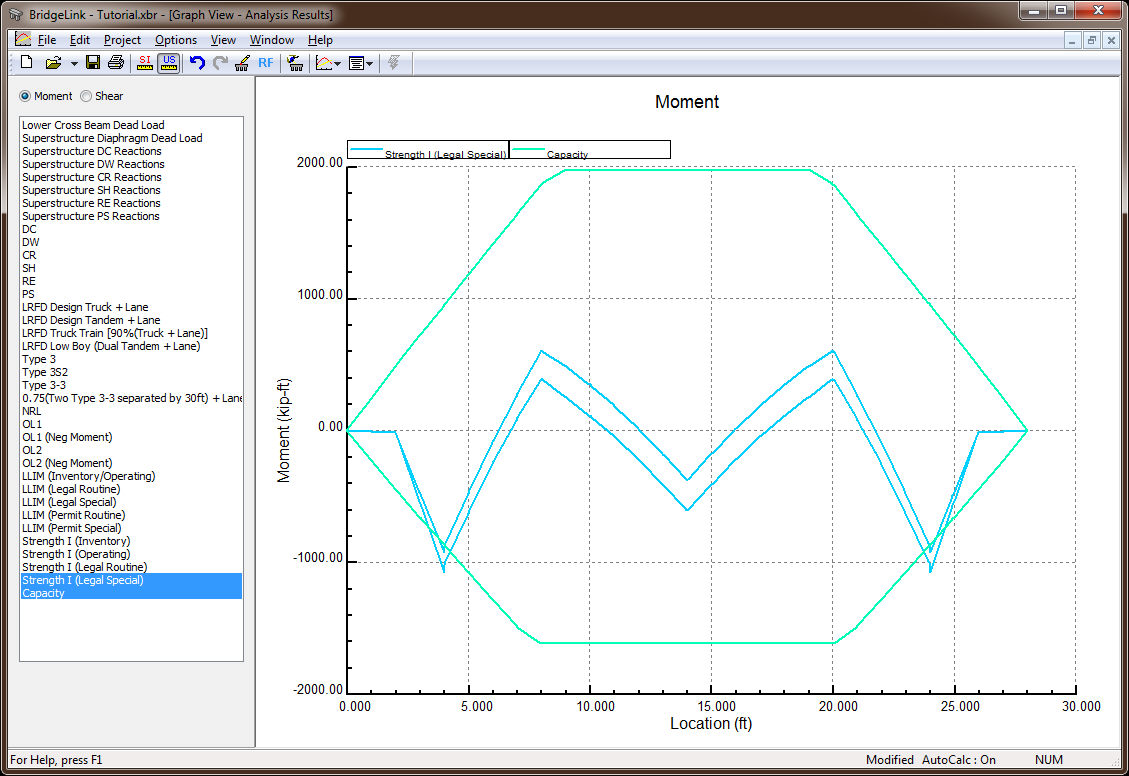 BridgeLink - Tutorial.xbr - [Graph View - Analysis Results]
File Edit Project Options View Window Help
SI US RF
Moment Shear
Lower Cross Beam Dead Load
Superstructure Diaphragm Dead Load
Superstructure DC Reactions
Superstructure DW Reactions
Superstructure CR Reactions
Superstructure SH Reactions
Superstructure RE Reactions
Superstructure PS Reactions
DC
DW
CR
SH
RE
PS
LRFD Design Truck + Lane
LRFD Design Tandem + Lane
LRFD Truck Train [90%(Truck + Lane)]
LRFD Low Boy (Dual Tandem + Lane)
Type 3
Type 3S2
Type 3-3
0.75(Two Type 3-3 separated by 30ft) + Lane
NRL
OL1
OL1 (Neg Moment)
OL2
OL2 (Neg Moment)
LLIM (Inventory/Operating)
LLIM (Legal Routine)
LLIM (Legal Special)
LLIM (Permit Routine)
LLIM (Permit Special)
Strength I (Inventory)
Strength I (Operating)
Strength I (Legal Routine)
Strength I (Legal Special)
Capacity
Moment
Strength I (Legal Special) Capacity
2000.00
1000.00
0.00
-1000.00
-2000.00
Moment (kip-ft)
0.000 5.000 10.000 15.000 20.000 25.000 30.000
Location (ft)
For Help, press F1 Modified AutoCalc : On NUM